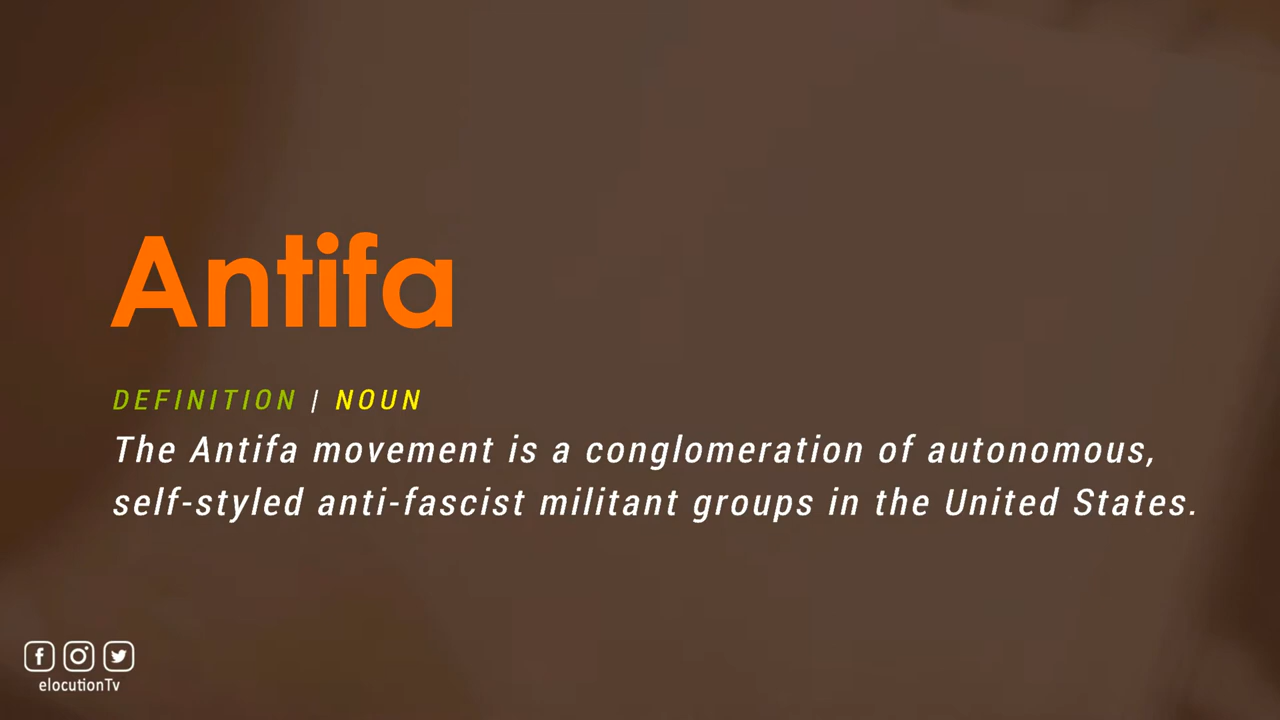 Antifa
DEFINITION | NOUN
The Antifa movement is a conglomeration of autonomous,
self-styled anti-fascist militant groups in the United States.
elocutionTv